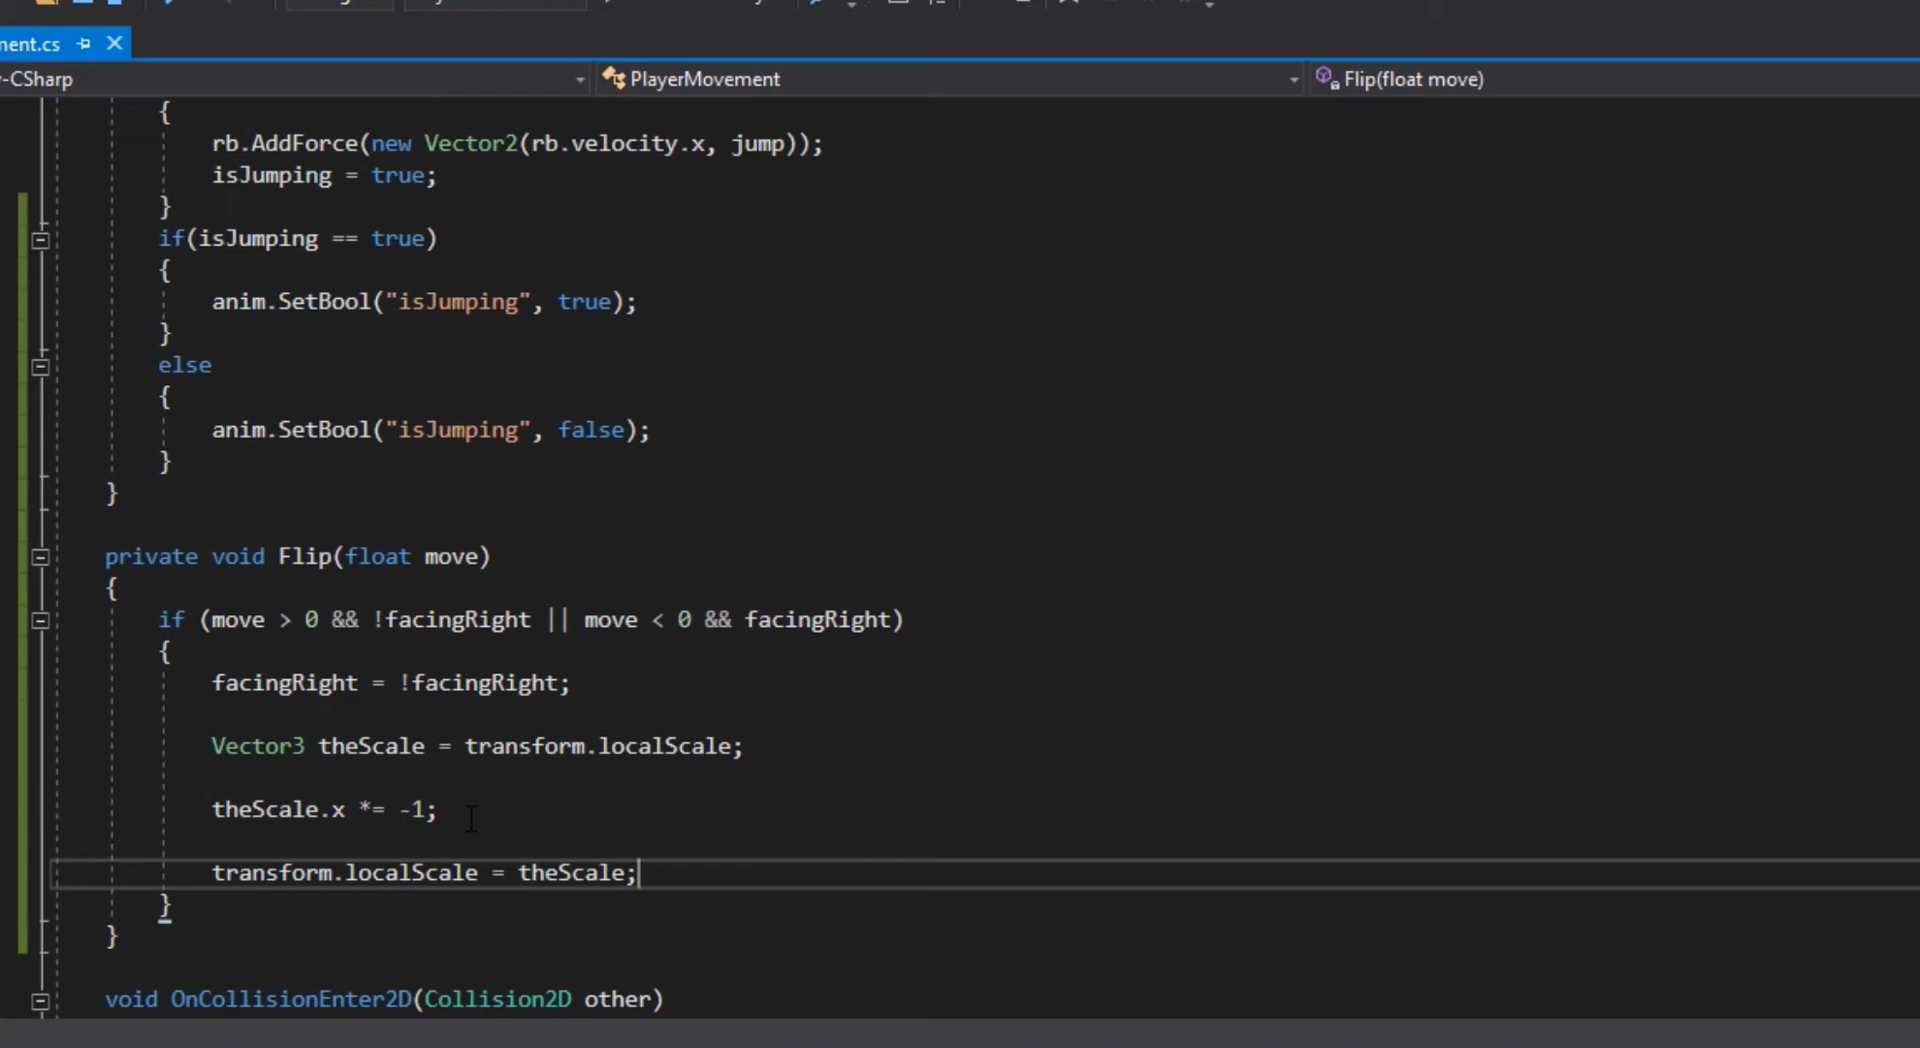 ment.cs
-CSharp
PlayerMovement
Flip(float move)
{
rb.AddForce(new Vector2(rb.velocity.x, jump));
isJumping = true;
}
if(isJumping == true)
{
anim.SetBool("isJumping", true);
}
else
{
anim.SetBool("isJumping", false);
}
}
private void Flip(float move)
{
if (move > 0 && !facingRight || move < 0 && facingRight)
{
facingRight = !facingRight;
Vector3 theScale = transform.localScale;
theScale.x *= -1;
transform.localScale = theScale;
}
}
void OnCollisionEnter2D(Collision2D other)